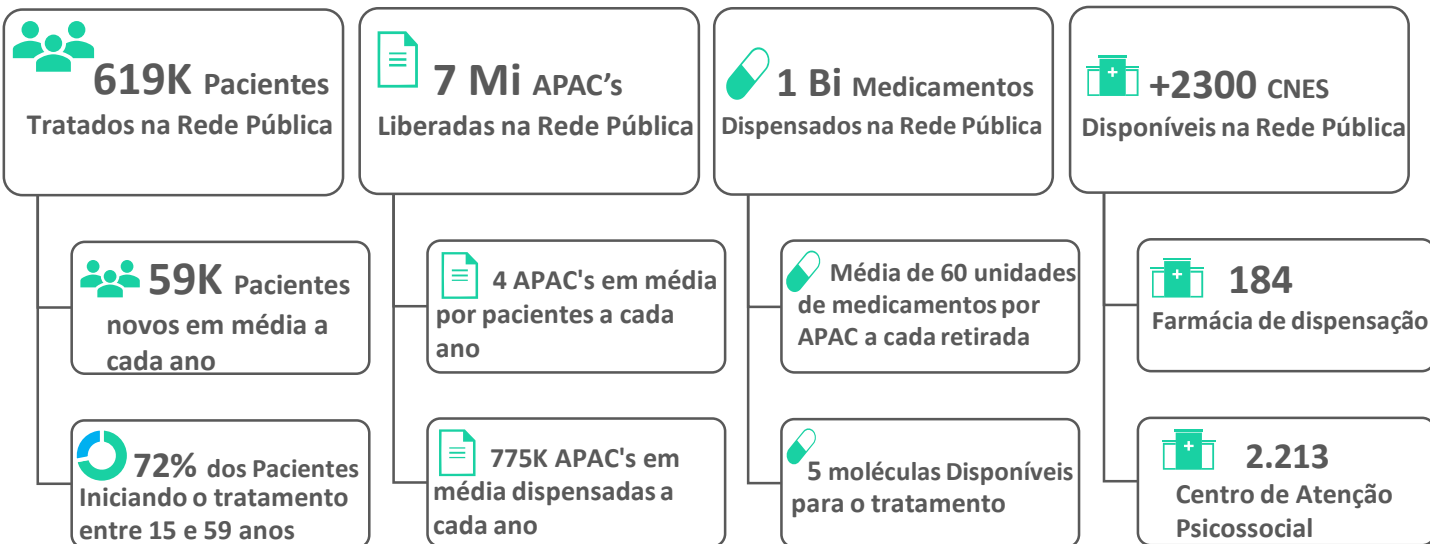 619K Pacientes
Tratados na Rede Pública
7 Mi APAC’s
Liberadas na Rede Pública
1 Bi Medicamentos
Dispensados na Rede Pública
+2300 CNES
Disponíveis na Rede Pública
59K Pacientes
novos em média a
cada ano
4 APAC's em média
por pacientes a cada
ano
Média de 60 unidades
de medicamentos por
APAC a cada retirada
184
Farmácia de dispensação
72% dos Pacientes
Iniciando o tratamento
entre 15 e 59 anos
775K APAC's em
média dispensadas a
cada ano
5 moléculas Disponíveis
para o tratamento
2.213
Centro de Atenção
Psicossocial